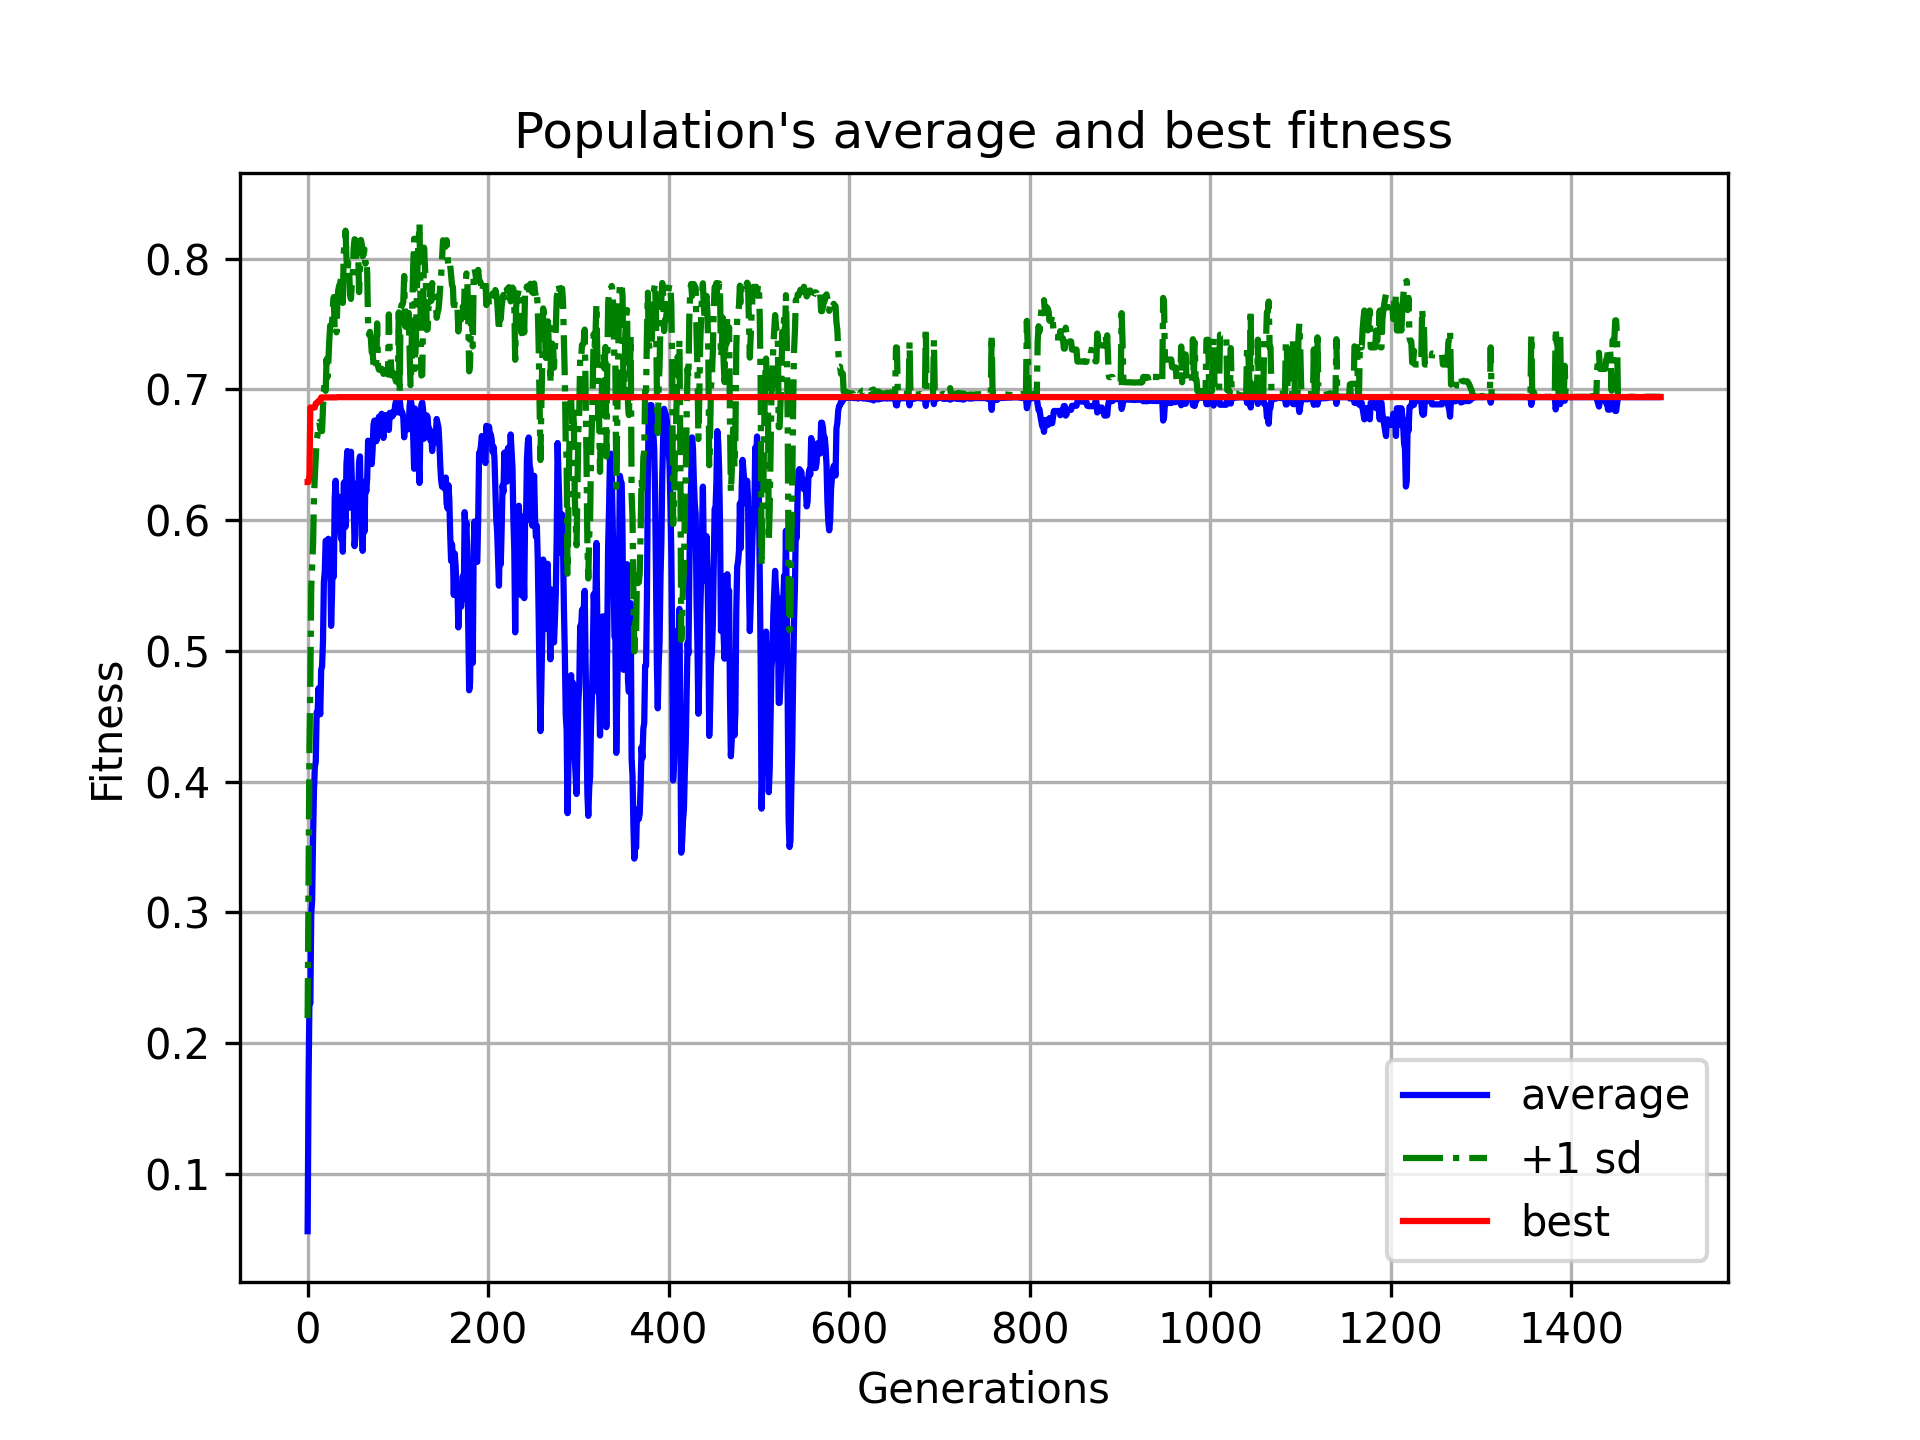 Population's average and best fitness
Fitness
0.8
0.7
0.6
0.5
0.4
0.3
0.2
0.1
0 200 400 600 800 1000 1200 1400
Generations
average
+1 sd
best